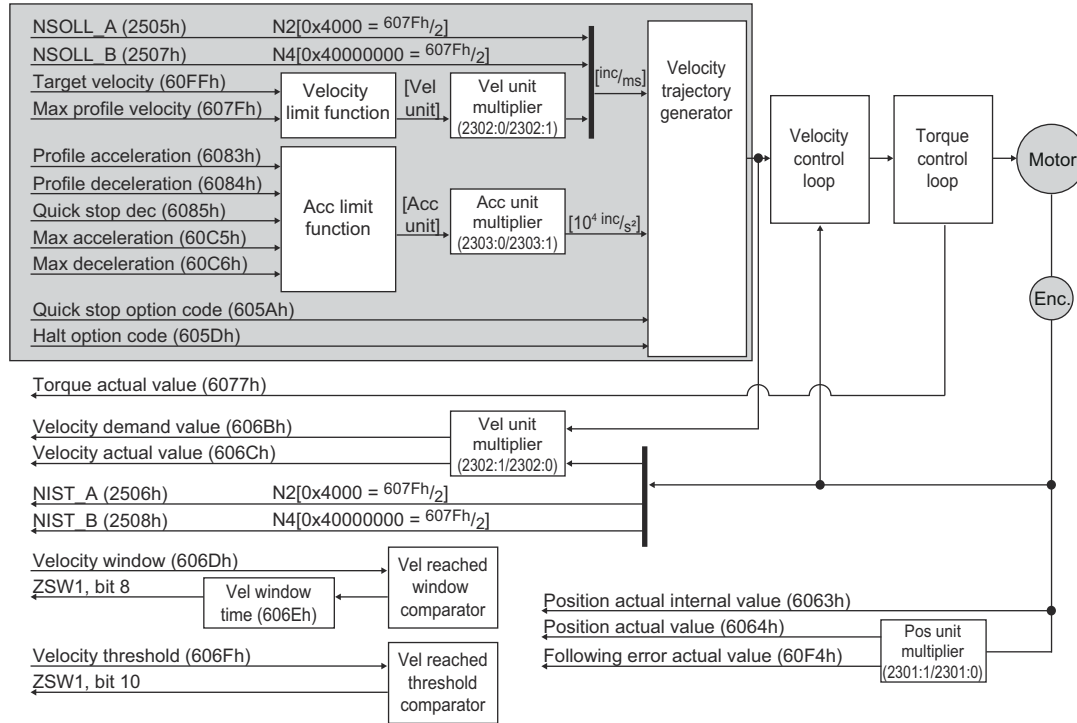 NSOLL_A (2505h)
N2[0x4000 = 607Fh/2]
NSOLL_B (2507h)
N4[0x40000000 = 607Fh/2]
Target velocity (60FFh)
Max profile velocity (607Fh)
Velocity
limit function
[Vel
unit]
Vel unit
multiplier
(2302:0/2302:1)
[inc/ms]
Velocity
trajectory
generator
Profile acceleration (6083h)
Profile deceleration (6084h)
Quick stop dec (6085h)
Max acceleration (60C5h)
Max deceleration (60C6h)
Acc limit
function
[Acc
unit]
Acc unit
multiplier
(2303:0/2303:1)
[10⁴ inc/s²]
Quick stop option code (605Ah)
Halt option code (605Dh)
Velocity
control
loop
Torque
control
loop
Motor
Enc.
Torque actual value (6077h)
Velocity demand value (606Bh)
Velocity actual value (606Ch)
Vel unit
multiplier
(2302:1/2302:0)
NIST_A (2506h)
N2[0x4000 = 607Fh/2]
NIST_B (2508h)
N4[0x40000000 = 607Fh/2]
Velocity window (606Dh)
ZSW1, bit 8
Vel window
time (606Eh)
Vel reached
window
comparator
Velocity threshold (606Fh)
ZSW1, bit 10
Vel reached
threshold
comparator
Position actual internal value (6063h)
Position actual value (6064h)
Following error actual value (60F4h)
Pos unit
multiplier
(2301:1/2301:0)